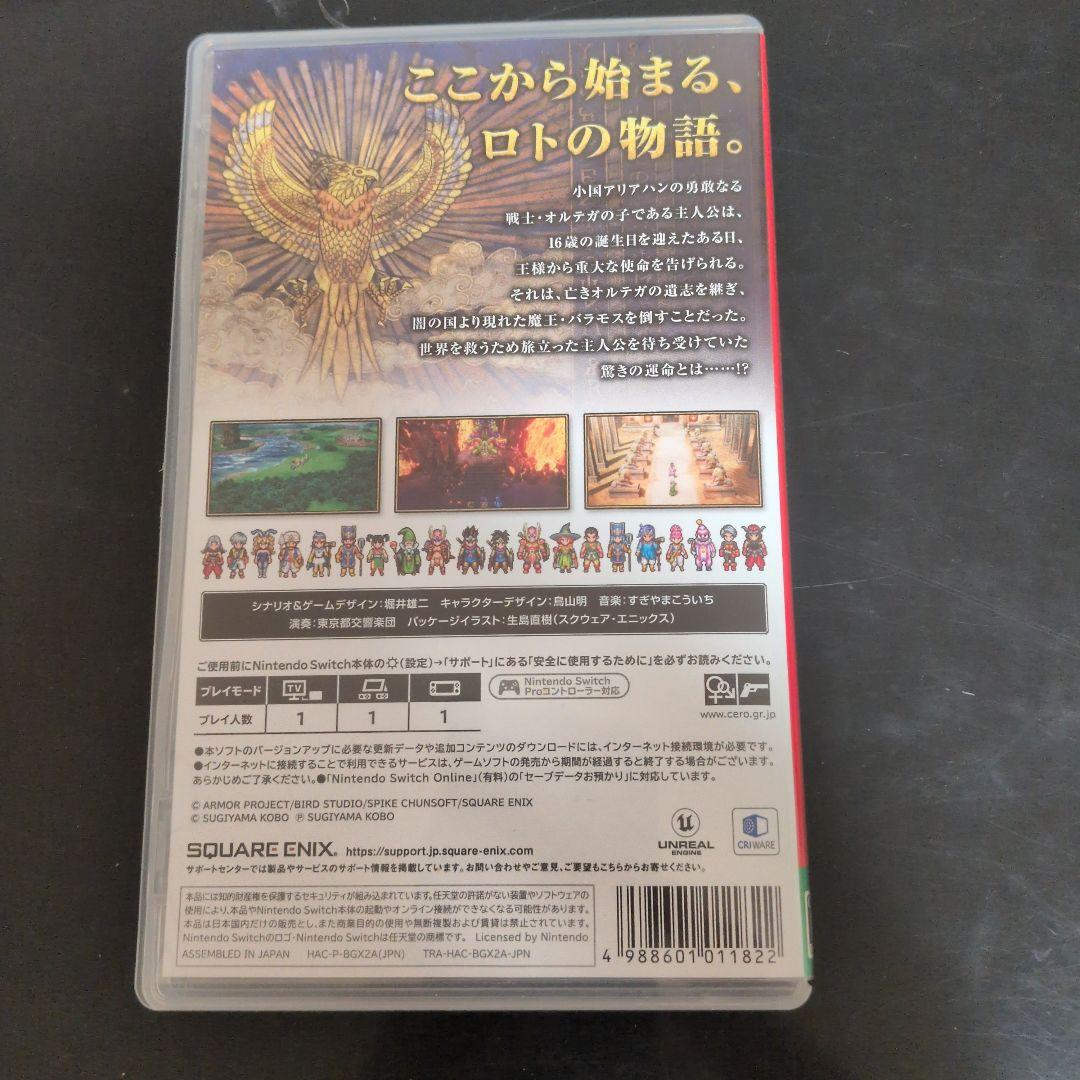 ここから始まる、
ロトの物語。
小国アリアハンの勇敢なる
戦士・オルテガの子である主人公は、
16歳の誕生日を迎えたある日、
王様から重大な使命を告げられる。
それは、亡きオルテガの遺志を継ぎ、
闇の国より現れた魔王・バラモスを倒すことだった。
世界を救うため旅立った主人公を待ち受けていた
驚きの運命とは……!?
シナリオ&ゲームデザイン:堀井雄二 キャラクターデザイン:鳥山明 音楽:すぎやまこういち
演奏:東京都交響楽団 パッケージイラスト:生島直樹(スクウェア・エニックス)
ご使用前にNintendo Switch本体の(設定)→「サポート」にある「安全に使用するために」を必ずお読みください。
プレイモード TV
Nintendo Switch
Proコントローラー対応
プレイ人数 1 1 1
www.cero.gr.jp
●本ソフトのバージョンアップに必要な更新データや追加コンテンツのダウンロードには、インターネット接続環境が必要です。
●インターネットに接続することで利用できるサービスは、ゲームソフトの発売から期間が経過すると終了する場合がございます。
あらかじめご了承ください。●「Nintendo Switch Online」(有料)の「セーブデータお預かり」に対応しています。
© ARMOR PROJECT/BIRD STUDIO/SPIKE CHUNSOFT/SQUARE ENIX
© SUGIYAMA KOBO ℗ SUGIYAMA KOBO
UNREAL
ENGINE
CRIWARE
SQUARE ENIX. https://support.jp.square-enix.com
サポートセンターでは製品やサービスのサポート情報を掲載しています。お問い合わせやご意見、ご要望もこちらからお寄せください。
本品には知的財産権を保護するセキュリティが組み込まれています。任天堂の許諾がない装置やソフトウェアの
使用により、本品やNintendo Switch本体の起動やオンライン接続ができなくなる可能性があります。
本品は日本国内だけの販売とし、また商業目的の使用や無断複製および賃貸は禁止されています。
Nintendo Switchのロゴ・Nintendo Switchは任天堂の商標です。 Licensed by Nintendo
ASSEMBLED IN JAPAN HAC-P-BGX2A(JPN) TRA-HAC-BGX2A-JPN
4 988601 011822